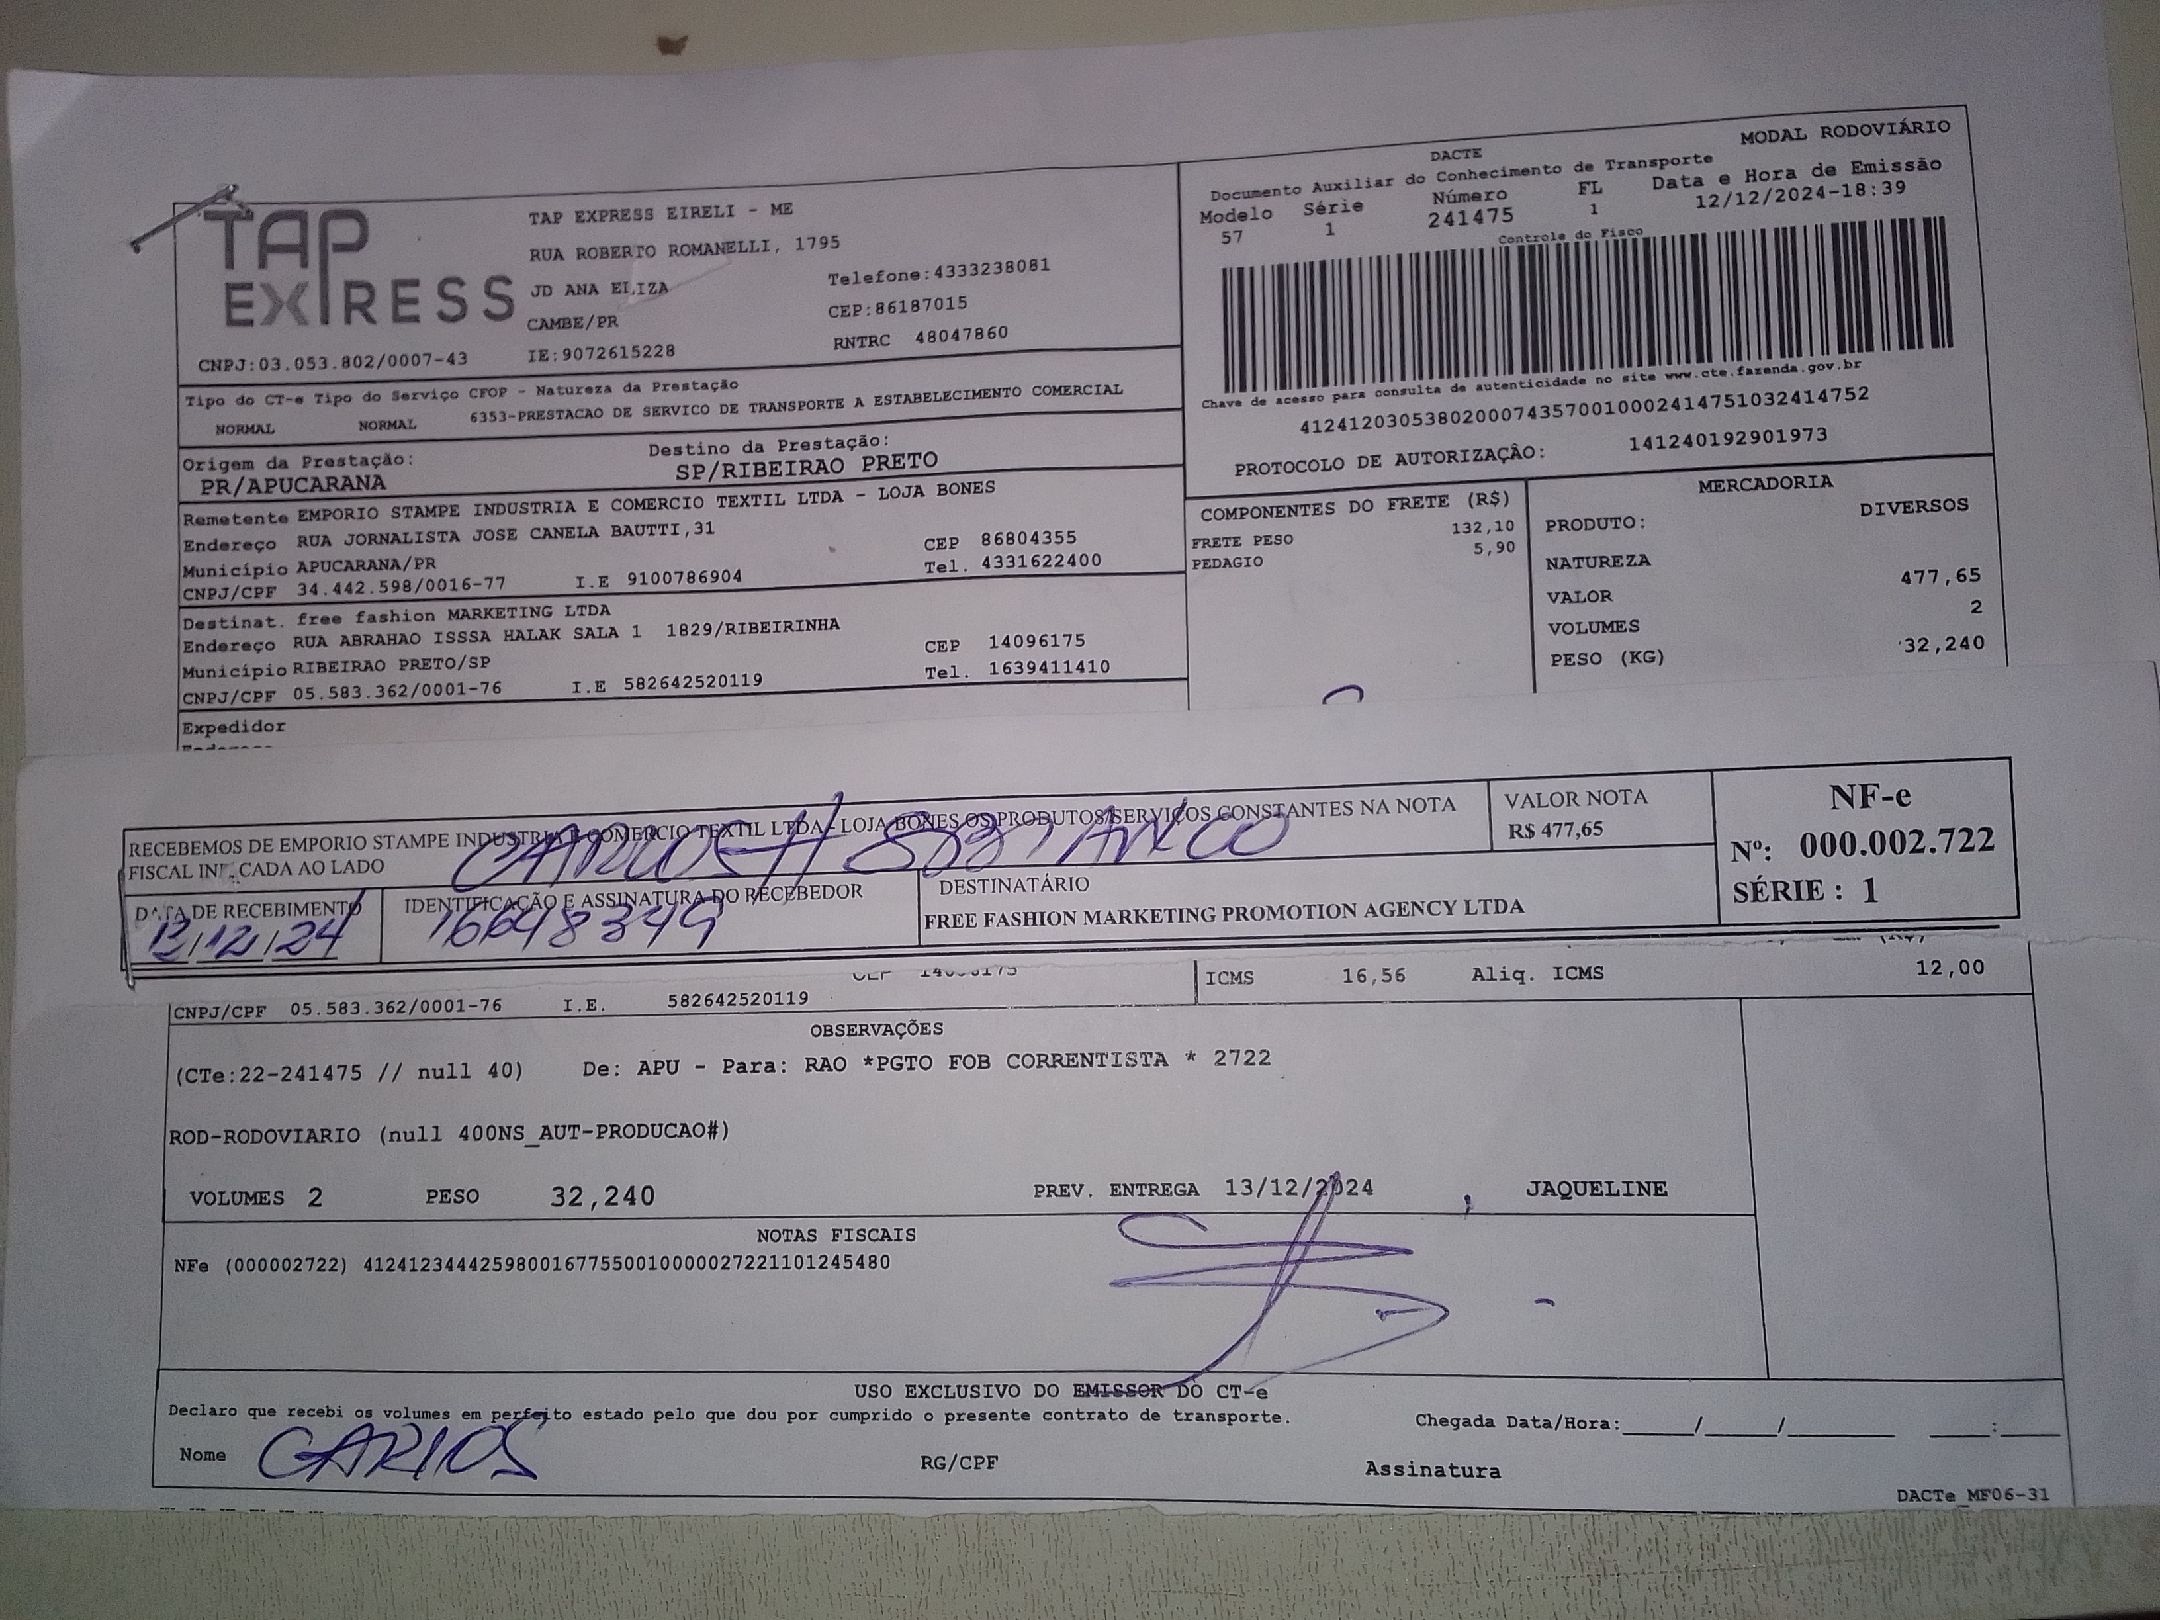 TAP EXPRESS
TAP EXPRESS EIRELI - ME
RUA ROBERTO ROMANELLI, 1795
JD ANA ELIZA Telefone:4333238081
CAMBE/PR CEP:86187015
CNPJ:03.053.802/0007-43 IE:9072615228 RNTRC 48047860
MODAL RODOVIÁRIO
DACTE
Documento Auxiliar do Conhecimento de Transporte
Modelo Série Número FL Data e Hora de Emissão
57 1 241475 1 12/12/2024-18:39
Controle do Fisco
Chave de acesso para consulta de autenticidade no site www.cte.fazenda.gov.br
41241203053802000743570010002414751032414752
PROTOCOLO DE AUTORIZAÇÂO: 141240192901973
Tipo do CT-e Tipo do Serviço CFOP - Natureza da Prestação
NORMAL NORMAL 6353-PRESTACAO DE SERVICO DE TRANSPORTE A ESTABELECIMENTO COMERCIAL
Origem da Prestação: Destino da Prestação:
PR/APUCARANA SP/RIBEIRAO PRETO
Remetente EMPORIO STAMPE INDUSTRIA E COMERCIO TEXTIL LTDA - LOJA BONES
Endereço RUA JORNALISTA JOSE CANELA BAUTTI,31 CEP 86804355
Município APUCARANA/PR Tel. 4331622400
CNPJ/CPF 34.442.598/0016-77 I.E 9100786904
Destinat. free fashion MARKETING LTDA
Endereço RUA ABRAHAO ISSSA HALAK SALA 1 1829/RIBEIRINHA CEP 14096175
Município RIBEIRAO PRETO/SP Tel. 1639411410
CNPJ/CPF 05.583.362/0001-76 I.E 582642520119
Expedidor
COMPONENTES DO FRETE (R$)
FRETE PESO 132,10
PEDAGIO 5,90
MERCADORIA
PRODUTO: DIVERSOS
NATUREZA
VALOR 477,65
VOLUMES 2
PESO (KG) 32,240
RECEBEMOS DE EMPORIO STAMPE INDUSTRIA E COMERCIO TEXTIL LTDA - LOJA BONES OS PRODUTOS/SERVIÇOS CONSTANTES NA NOTA
FISCAL INDICADA AO LADO
VALOR NOTA
R$ 477,65
NF-e
Nº: 000.002.722
SÉRIE : 1
DATA DE RECEBIMENTO
13/12/24
IDENTIFICAÇÃO E ASSINATURA DO RECEBEDOR
16648349
DESTINATÁRIO
FREE FASHION MARKETING PROMOTION AGENCY LTDA
CEP 14096175 ICMS 16,56 Aliq. ICMS 12,00
CNPJ/CPF 05.583.362/0001-76 I.E. 582642520119
OBSERVAÇÕES
(CTe:22-241475 // null 40) De: APU - Para: RAO *PGTO FOB CORRENTISTA * 2722
ROD-RODOVIARIO (null 400NS_AUT-PRODUCAO#)
VOLUMES 2 PESO 32,240 PREV. ENTREGA 13/12/2024 JAQUELINE
NOTAS FISCAIS
NFe (000002722) 41241234442598001677550010000027221101245480
USO EXCLUSIVO DO EMISSOR DO CT-e
Declaro que recebi os volumes em perfeito estado pelo que dou por cumprido o presente contrato de transporte. Chegada Data/Hora:
Nome CARLOS RG/CPF Assinatura
DACTe_MF06-31